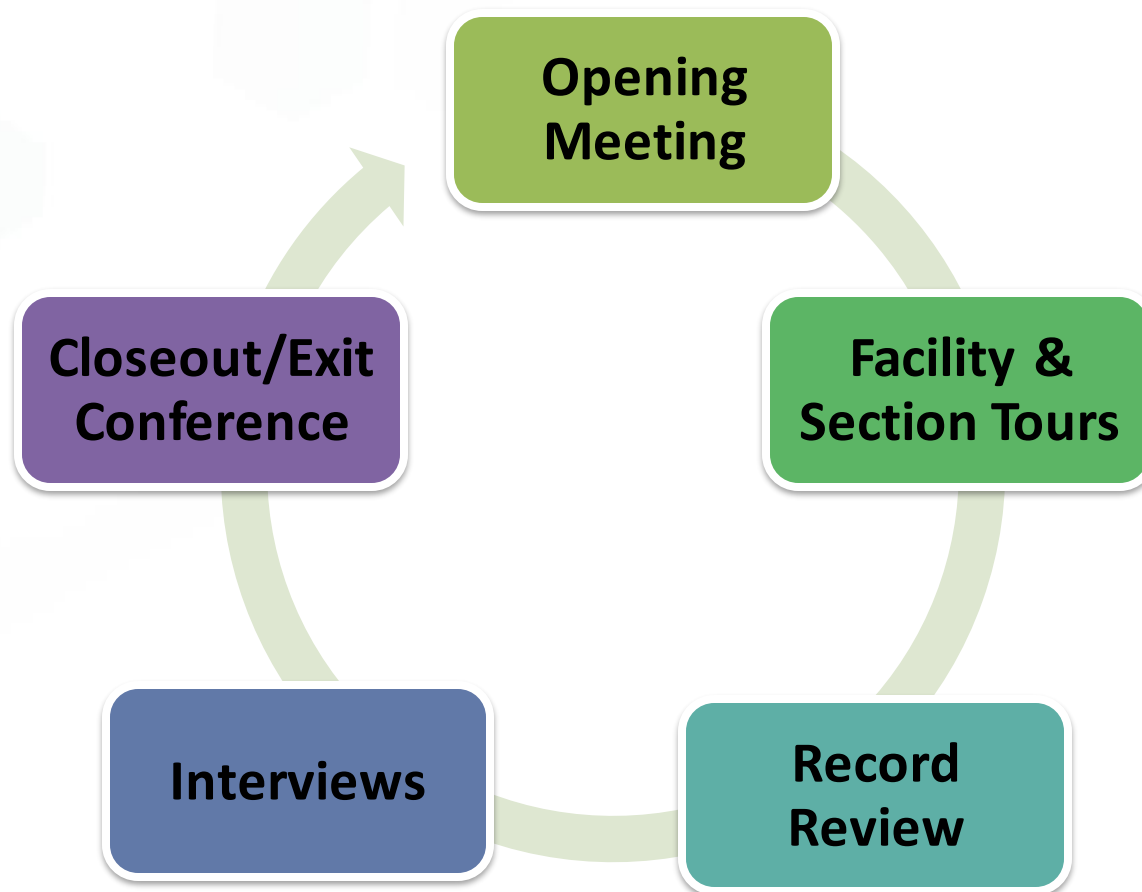 Opening
Meeting
Facility &
Section Tours
Record
Review
Interviews
Closeout/Exit
Conference